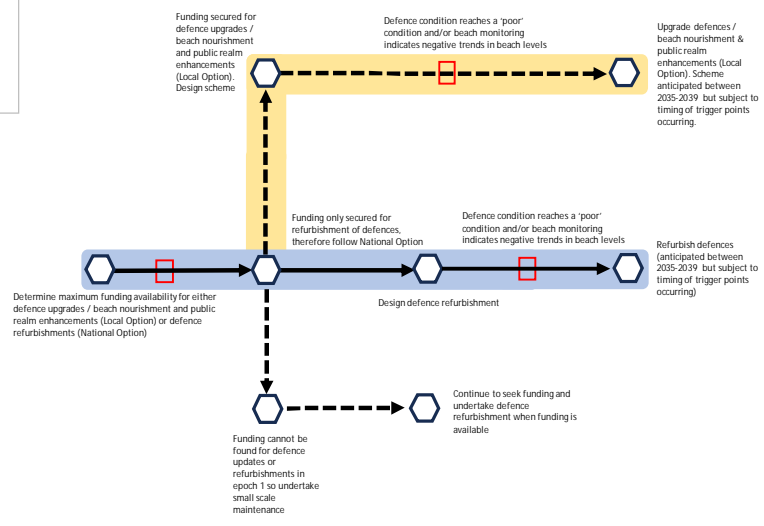 Funding secured for
defence upgrades /
beach nourishment
and public realm
enhancements
(Local Option).
Design scheme
Defence condition reaches a ‘poor’
condition and/or beach monitoring
indicates negative trends in beach levels
Upgrade defences /
beach nourishment &
public realm
enhancements (Local
Option). Scheme
anticipated between
2035-2039 but subject to
timing of trigger points
occurring.
Funding only secured for
refurbishment of defences,
therefore follow National Option
Defence condition reaches a ‘poor’
condition and/or beach monitoring
indicates negative trends in beach levels
Refurbish defences
(anticipated between
2035-2039 but subject to
timing of trigger points
occurring)
Determine maximum funding availability for either
defence upgrades / beach nourishment and public
realm enhancements (Local Option) or defence
refurbishments (National Option)
Design defence refurbishment
Continue to seek funding and
undertake defence
refurbishment when funding is
available
Funding cannot be
found for defence
updates or
refurbishments in
epoch 1 so undertake
small scale
maintenance